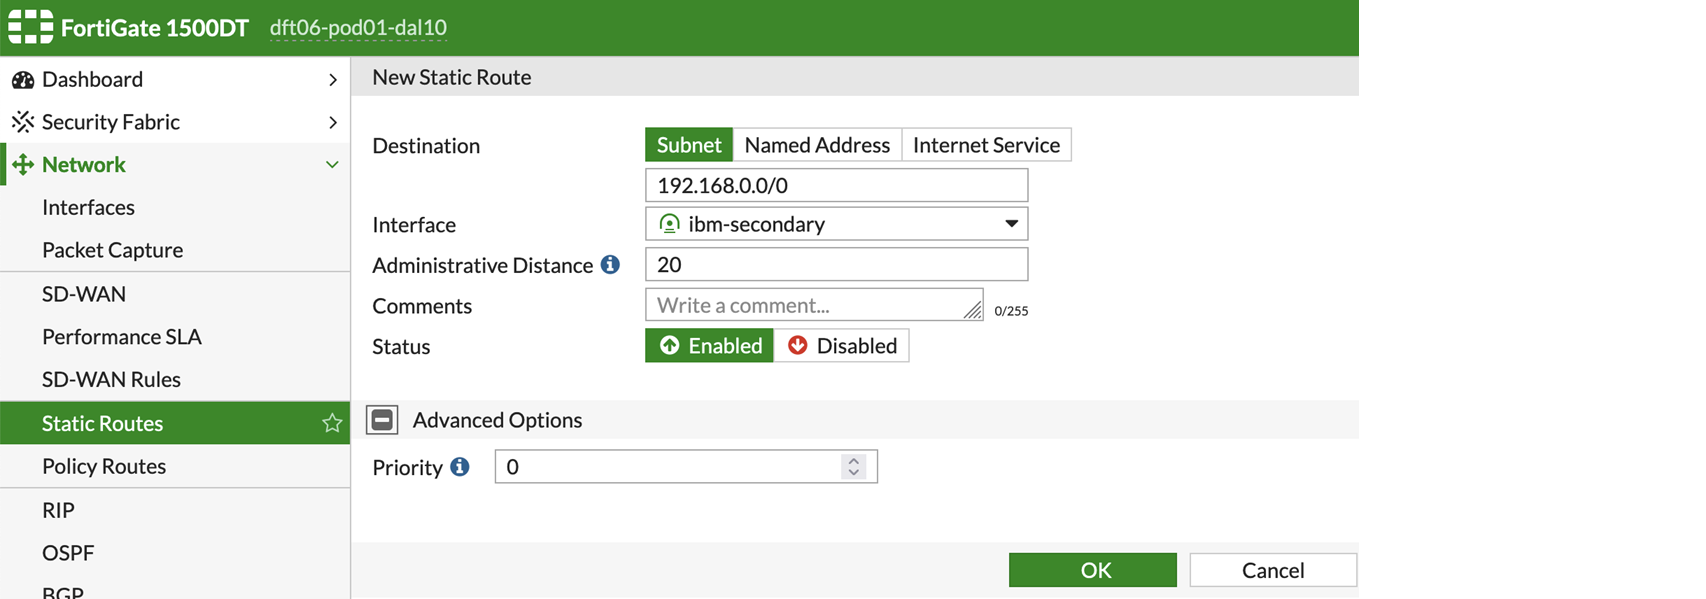 FortiGate 1500DT dft06-pod01-dal10
Dashboard
Security Fabric
Network
Interfaces
Packet Capture
SD-WAN
Performance SLA
SD-WAN Rules
Static Routes
Policy Routes
RIP
OSPF
BGP
New Static Route
Destination Subnet Named Address Internet Service
192.168.0.0/0
Interface ibm-secondary
Administrative Distance 20
Comments Write a comment... 0/255
Status Enabled Disabled
Advanced Options
Priority 0
OK Cancel